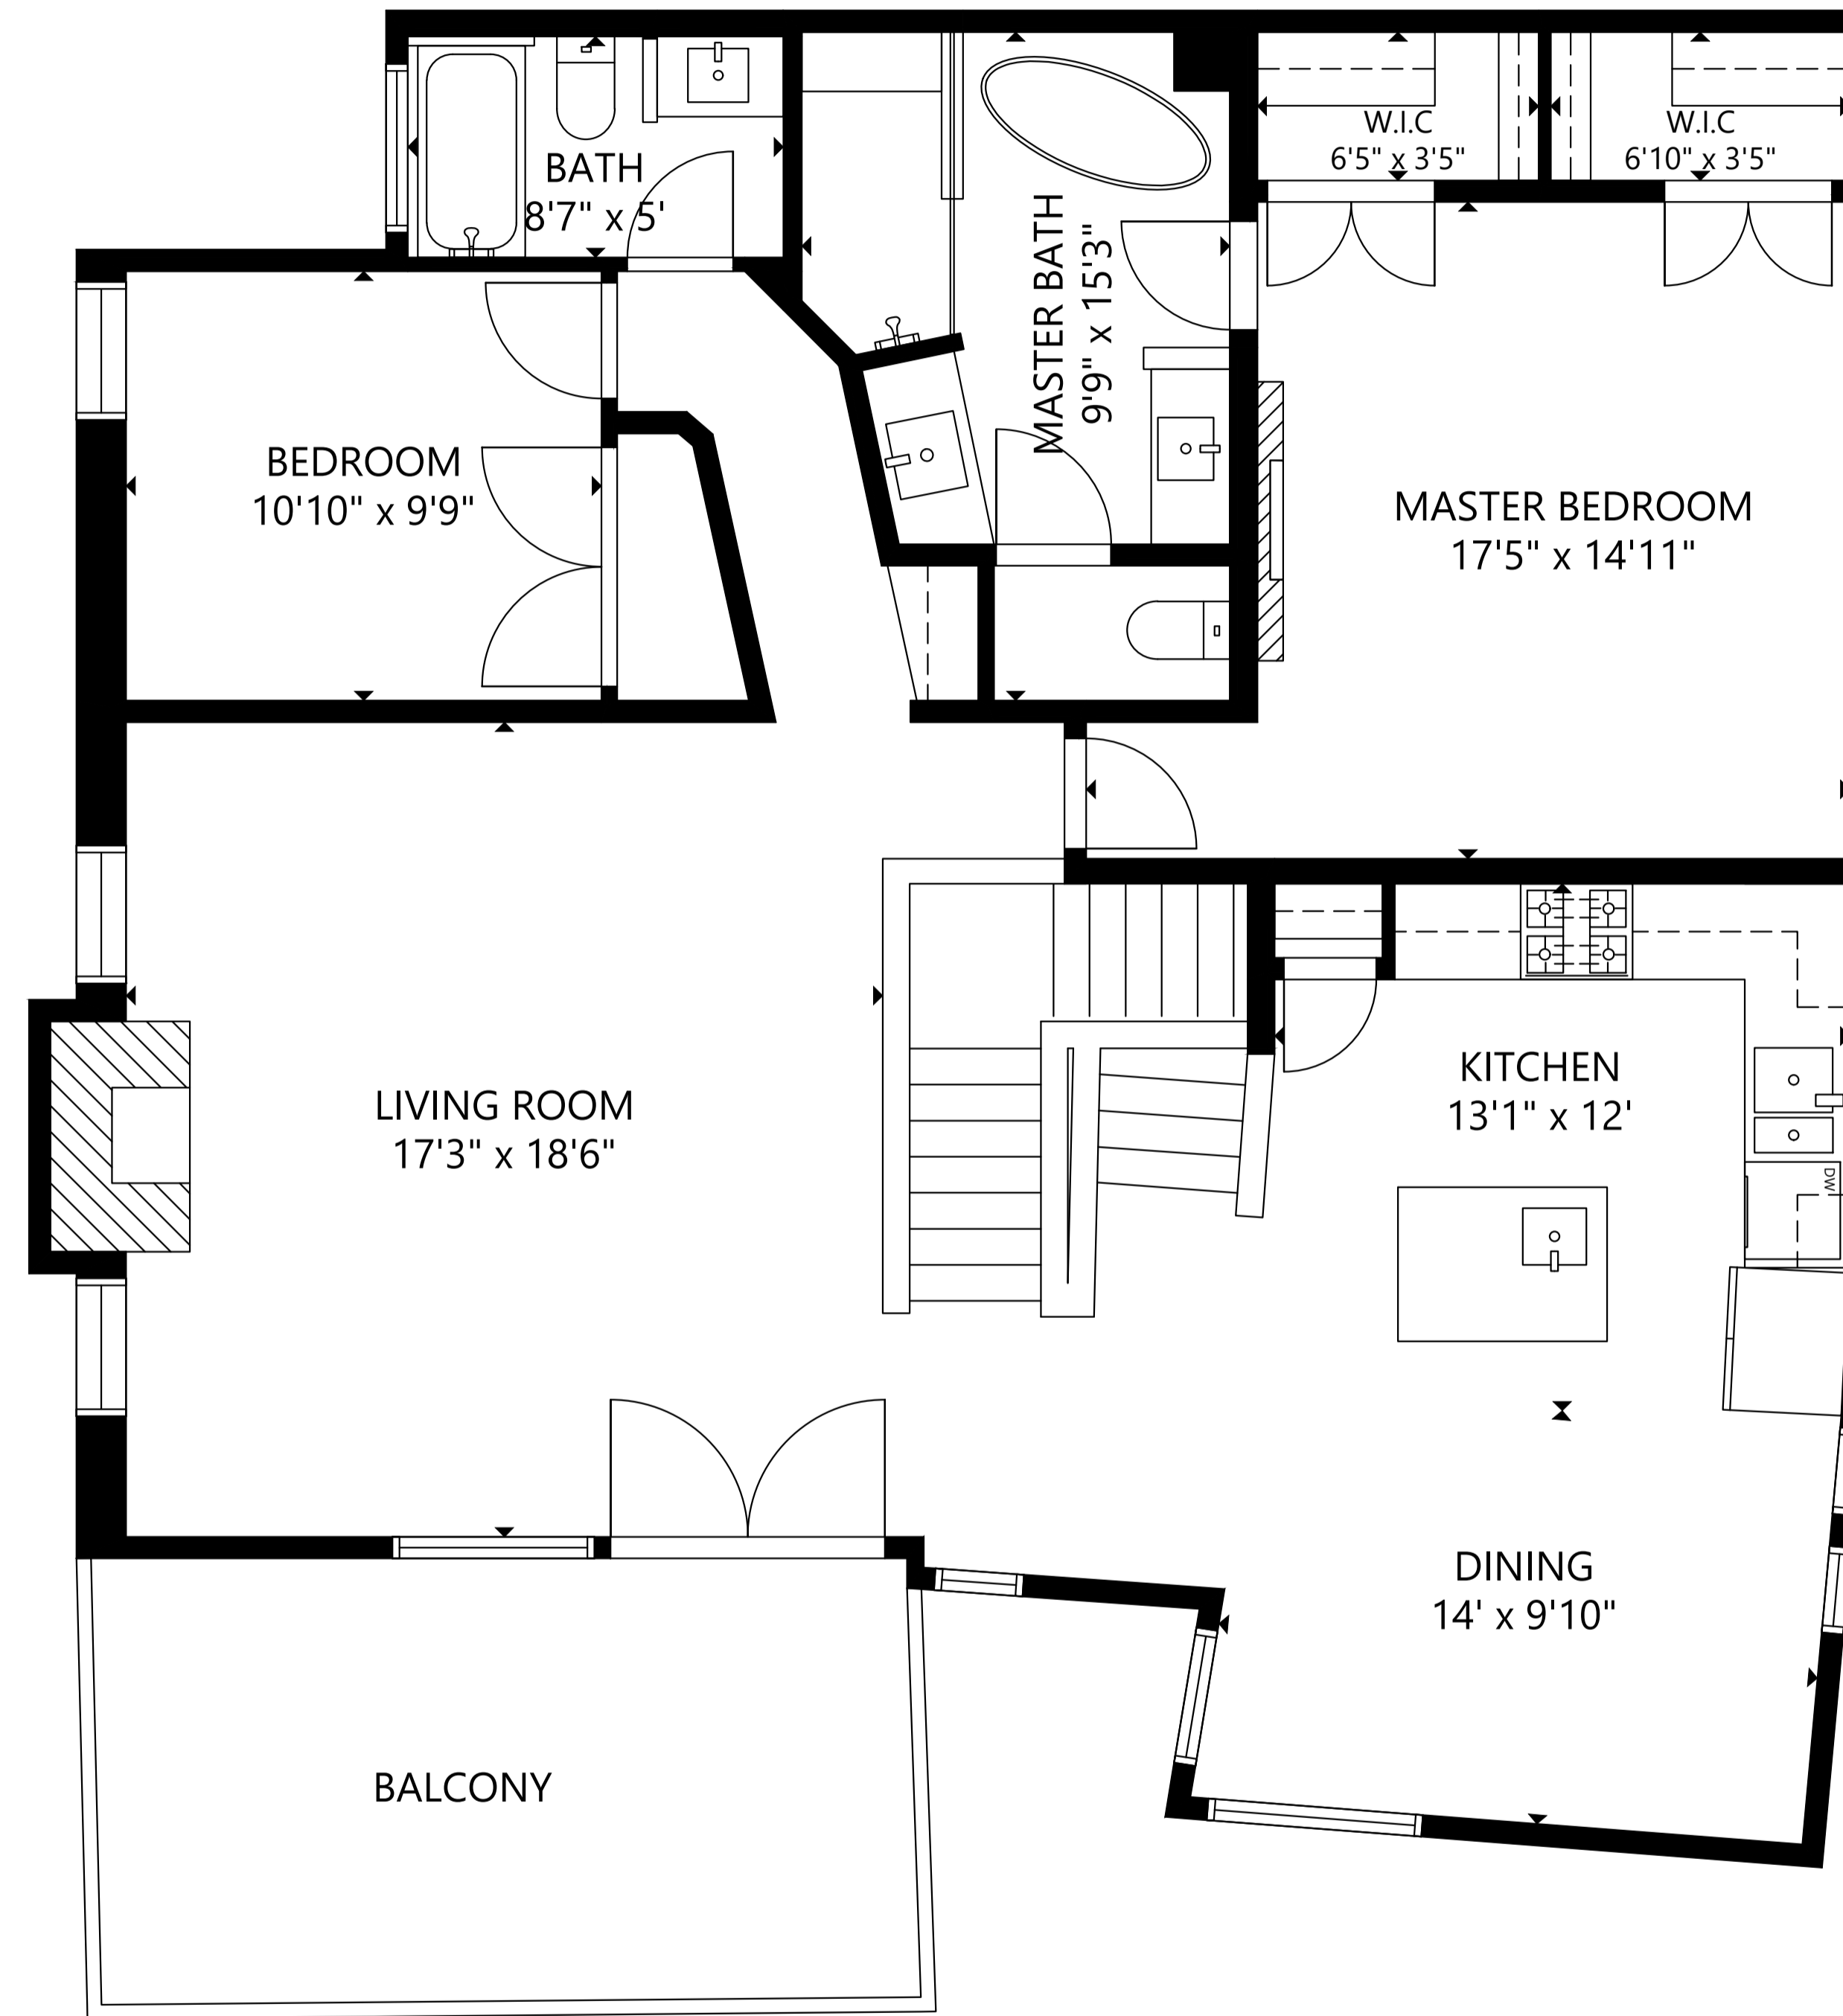 W.I.C
6'5" x 3'5"
W.I.C
6'10" x 3'5"
BATH
8'7" x 5'
MASTER BATH
9'9" x 15'3"
BEDROOM
10'10" x 9'9"
MASTER BEDROOM
17'5" x 14'11"
KITCHEN
13'1" x 12'
LIVING ROOM
17'3" x 18'6"
DW
DINING
14' x 9'10"
BALCONY